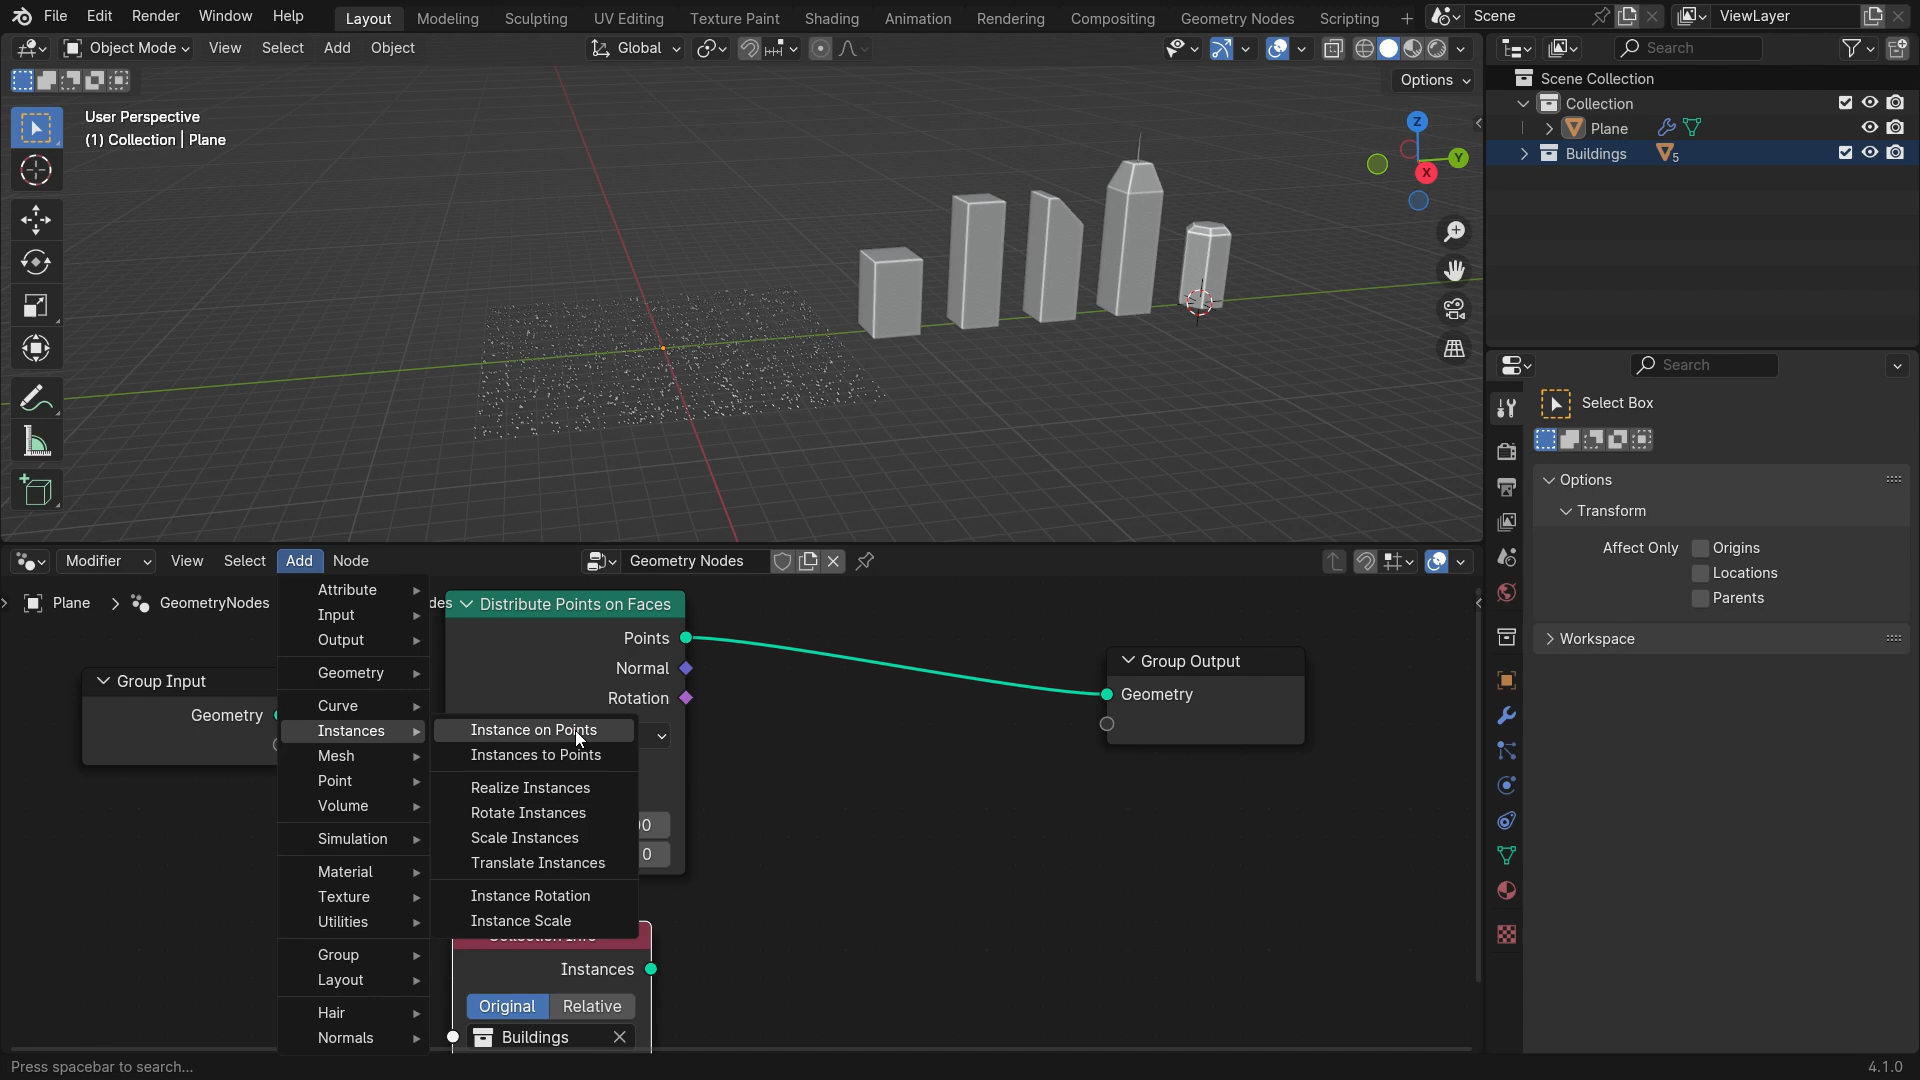 File Edit Render Window Help Layout Modeling Sculpting UV Editing Texture Paint Shading Animation Rendering Compositing Geometry Nodes Scripting Scene ViewLayer
Object Mode View Select Add Object Global Search
Options
User Perspective
(1) Collection | Plane
Z
Y
X
Scene Collection
Collection
Plane
Buildings 5
Search
Select Box
Options
Transform
Affect Only Origins
Locations
Parents
Workspace
Modifier View Select Add Node Geometry Nodes
Plane GeometryNodes des
Attribute
Input
Output
Geometry
Curve
Instances
Mesh
Point
Volume
Simulation
Material
Texture
Utilities
Group
Layout
Hair
Normals
Instance on Points
Instances to Points
Realize Instances
Rotate Instances
Scale Instances
Translate Instances
Instance Rotation
Instance Scale
Group Input
Geometry
Distribute Points on Faces
Points
Normal
Rotation
0
Group Output
Geometry
Instances
Original Relative
Buildings
Press spacebar to search... 4.1.0